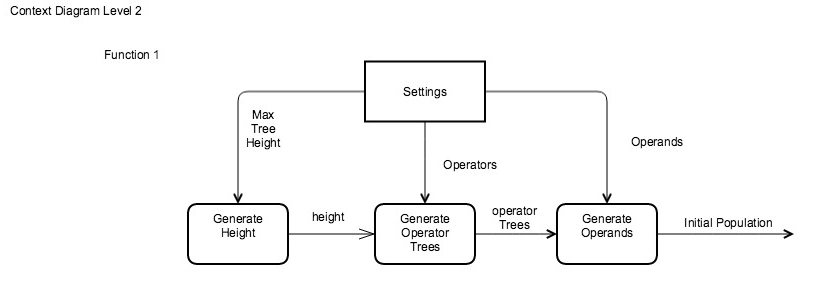 Context Diagram Level 2
Function 1
Settings
Max
Tree
Height
Operators
Operands
Generate
Height
height
Generate
Operator
Trees
operator
Trees
Generate
Operands
Initial Population